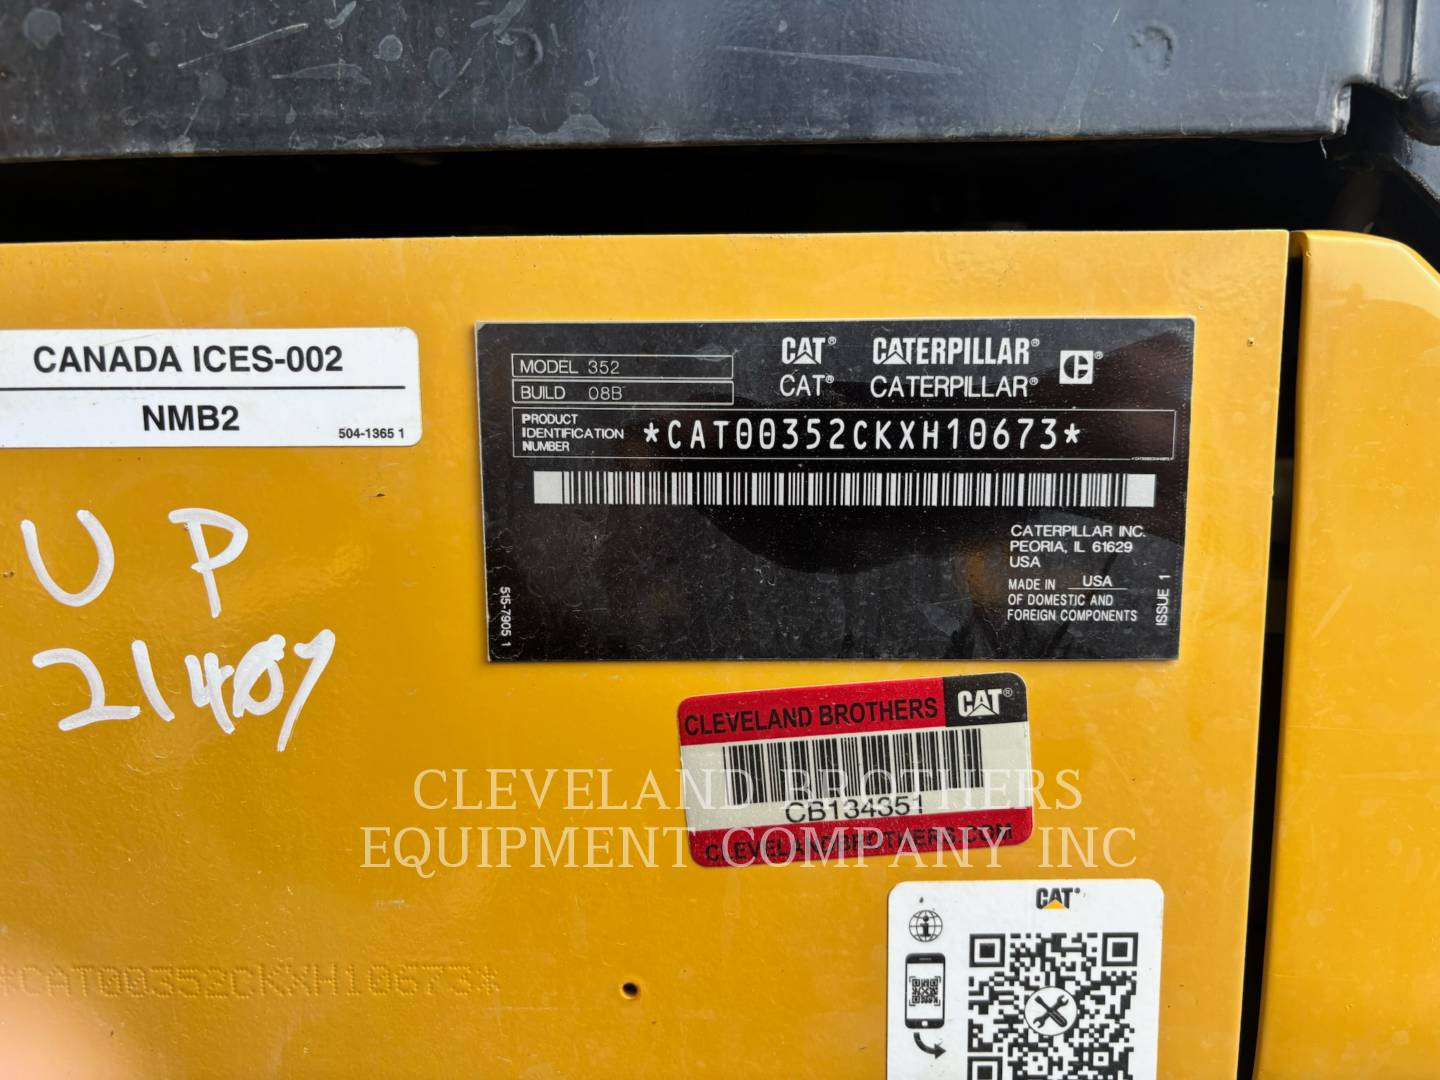 CANADA ICES-002
NMB2
504-1365 1
U P
21407
MODEL 352
BUILD 08B
CAT® CATERPILLAR® C®
CAT® CATERPILLAR®
PRODUCT
IDENTIFICATION
NUMBER
*CAT00352CKXH10673*
CATERPILLAR INC.
PEORIA, IL 61629
USA
MADE IN USA
OF DOMESTIC AND
FOREIGN COMPONENTS
515-7905 1
ISSUE 1
CLEVELAND BROTHERS CAT®
CB134351
CLEVELANDBROTHERS.COM
CLEVELAND BROTHERS
EQUIPMENT COMPANY INC
CAT®
*CAT00352CKXH10673*